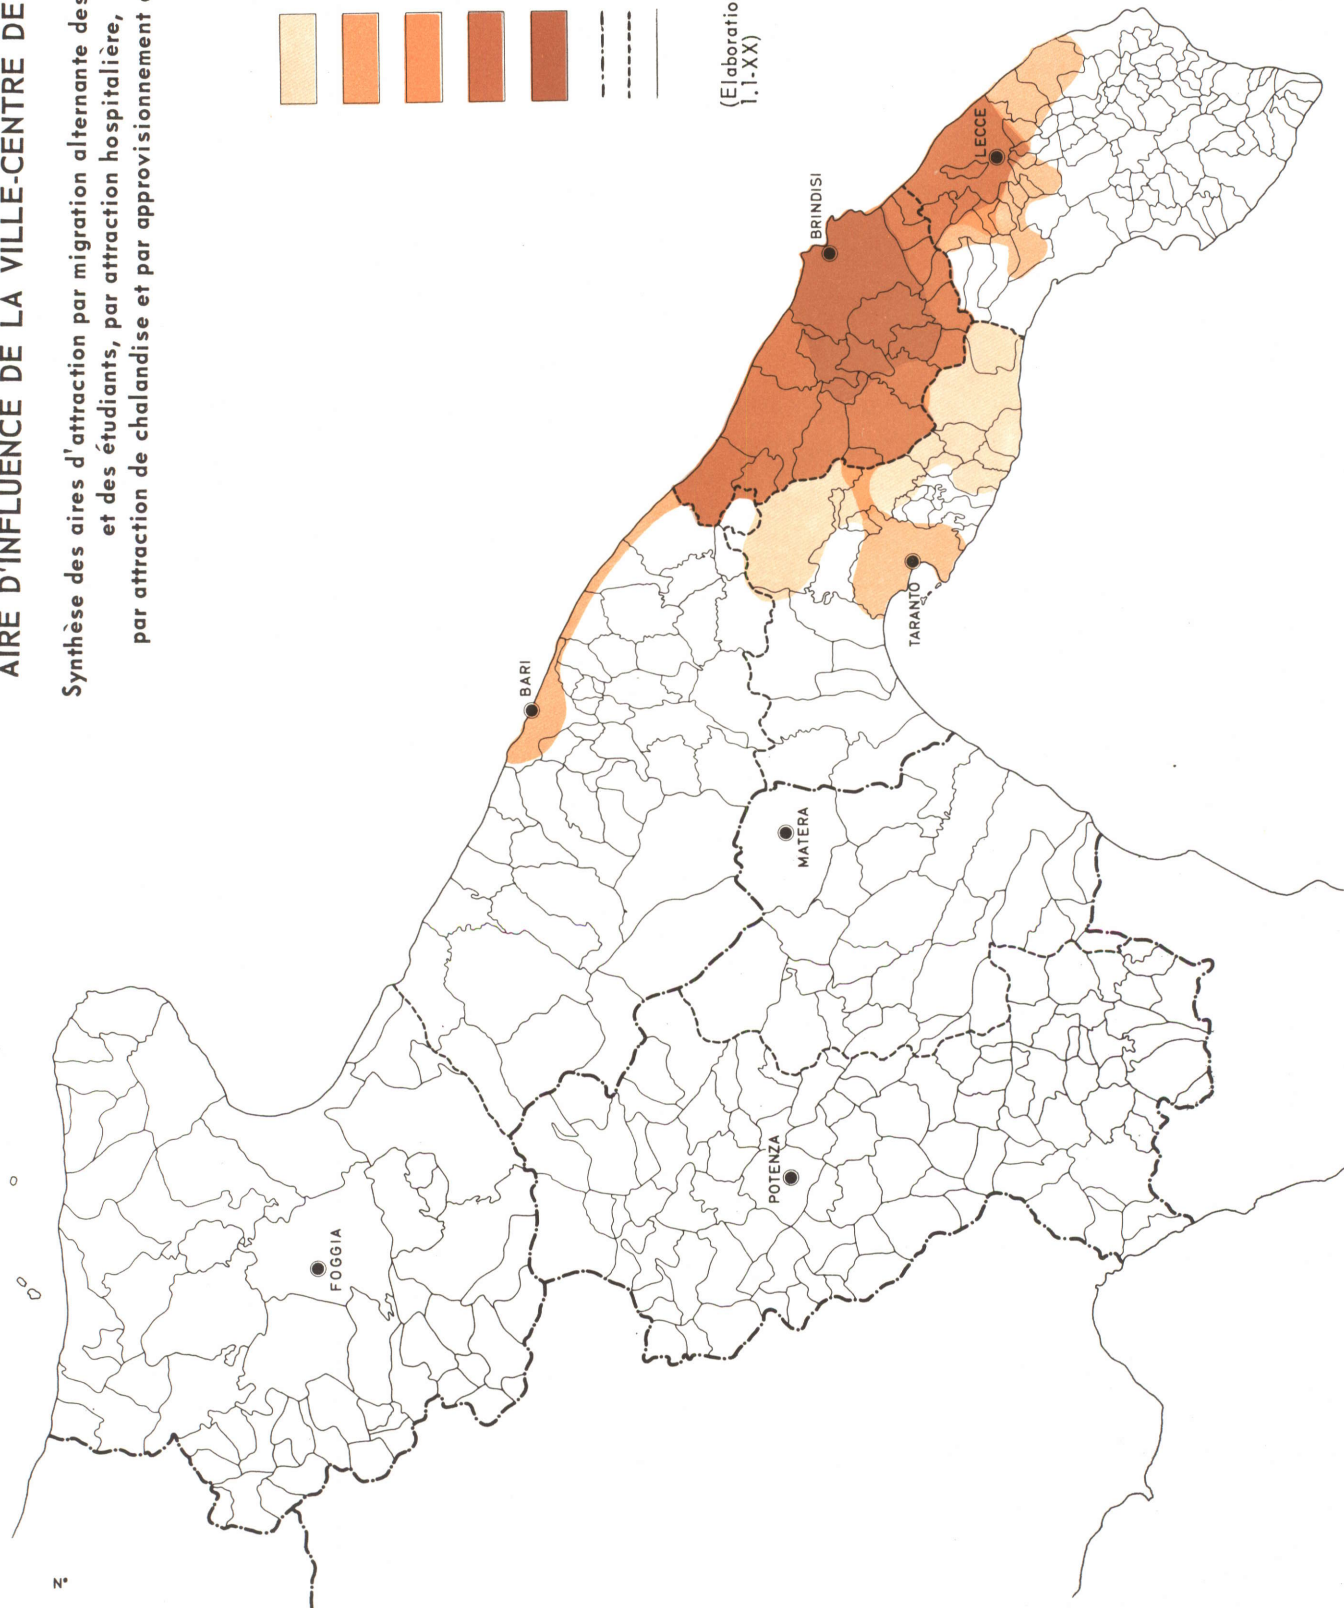 AIRE D'INFLUENCE DE LA VILLE-CENTRE DE
Synthèse des aires d'attraction par migration alternante des
et des étudiants, par attraction hospitalière,
par attraction de chalandise et par approvisionnement
(Elaboratio
1.1-XX)
LECCE
BRINDISI
TARANTO
BARI
MATERA
POTENZA
FOGGIA
N°